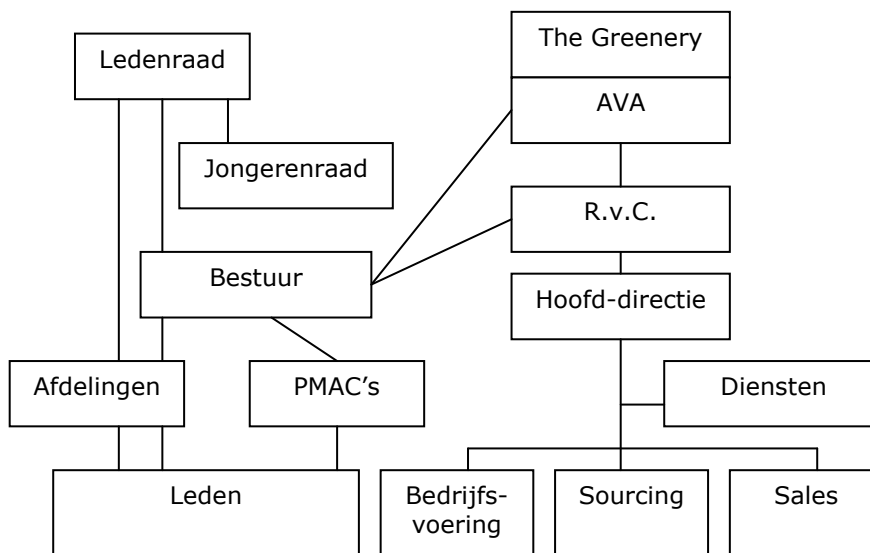 The Greenery
Ledenraad
AVA
Jongerenraad
R.v.C.
Bestuur
Hoofd-directie
Afdelingen
PMAC’s
Diensten
Leden
Bedrijfs-
voering
Sourcing
Sales